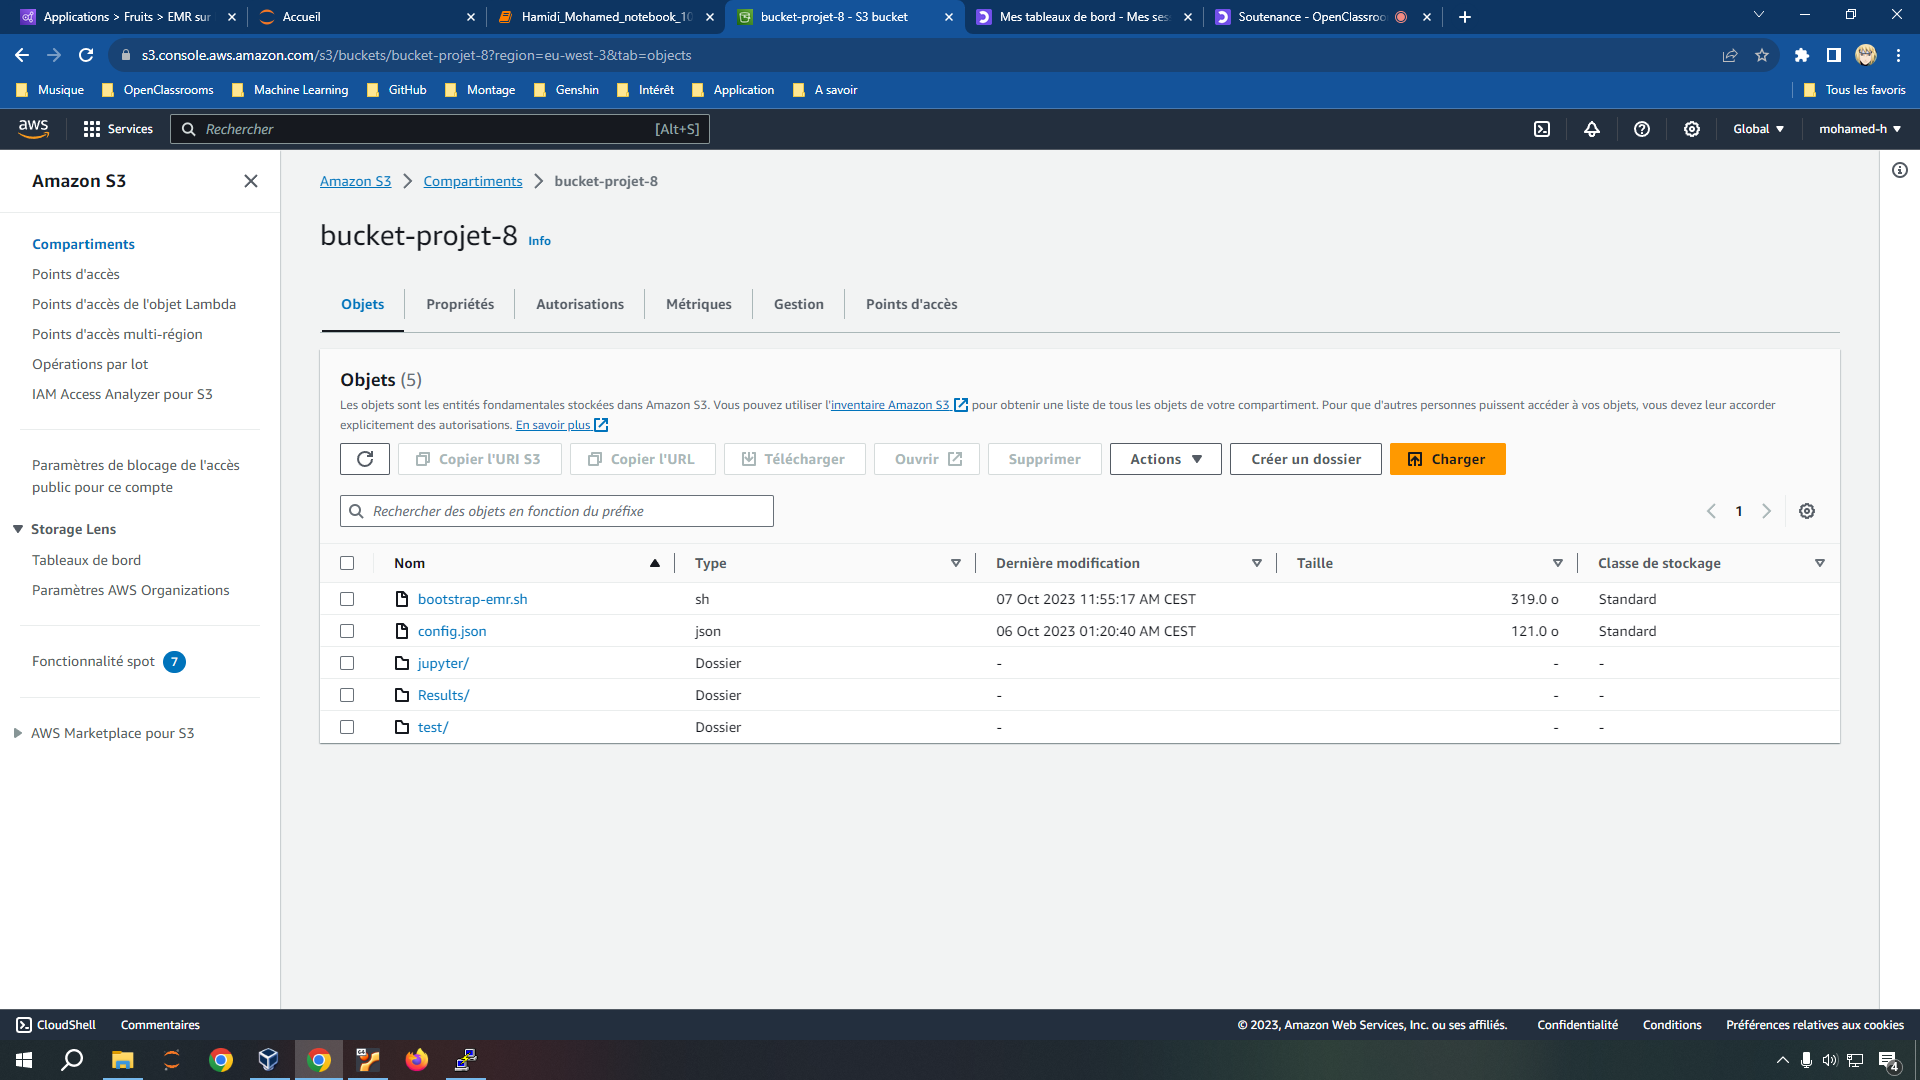 Applications > Fruits > EMR sur
Accueil
Hamidi_Mohamed_notebook_10
bucket-projet-8 - S3 bucket
Mes tableaux de bord - Mes ses
Soutenance - OpenClassroo
s3.console.aws.amazon.com/s3/buckets/bucket-projet-8?region=eu-west-3&tab=objects
Musique
OpenClassrooms
Machine Learning
GitHub
Montage
Genshin
Intérêt
Application
A savoir
Tous les favoris
aws
Services
Rechercher
[Alt+S]
Global
mohamed-h
Amazon S3
Compartiments
Points d'accès
Points d'accès de l'objet Lambda
Points d'accès multi-région
Opérations par lot
IAM Access Analyzer pour S3
Paramètres de blocage de l'accès
public pour ce compte
Storage Lens
Tableaux de bord
Paramètres AWS Organizations
Fonctionnalité spot 7
AWS Marketplace pour S3
Amazon S3 > Compartiments > bucket-projet-8
bucket-projet-8 Info
Objets
Propriétés
Autorisations
Métriques
Gestion
Points d'accès
Objets (5)
Les objets sont les entités fondamentales stockées dans Amazon S3. Vous pouvez utiliser l'inventaire Amazon S3 pour obtenir une liste de tous les objets de votre compartiment. Pour que d'autres personnes puissent accéder à vos objets, vous devez leur accorder
explicitement des autorisations. En savoir plus
Copier l'URI S3
Copier l'URL
Télécharger
Ouvrir
Supprimer
Actions
Créer un dossier
Charger
Rechercher des objets en fonction du préfixe
1
Nom Type Dernière modification Taille Classe de stockage
bootstrap-emr.sh sh 07 Oct 2023 11:55:17 AM CEST 319.0 o Standard
config.json json 06 Oct 2023 01:20:40 AM CEST 121.0 o Standard
jupyter/ Dossier - - -
Results/ Dossier - - -
test/ Dossier - - -
CloudShell
Commentaires
© 2023, Amazon Web Services, Inc. ou ses affiliés.
Confidentialité
Conditions
Préférences relatives aux cookies
4